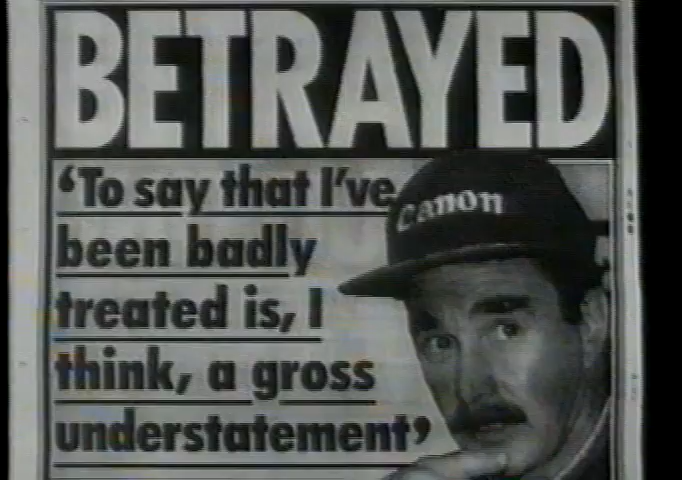 BETRAYED
'To say that I've
been badly
treated is, I
think, a gross
understatement'
Canon